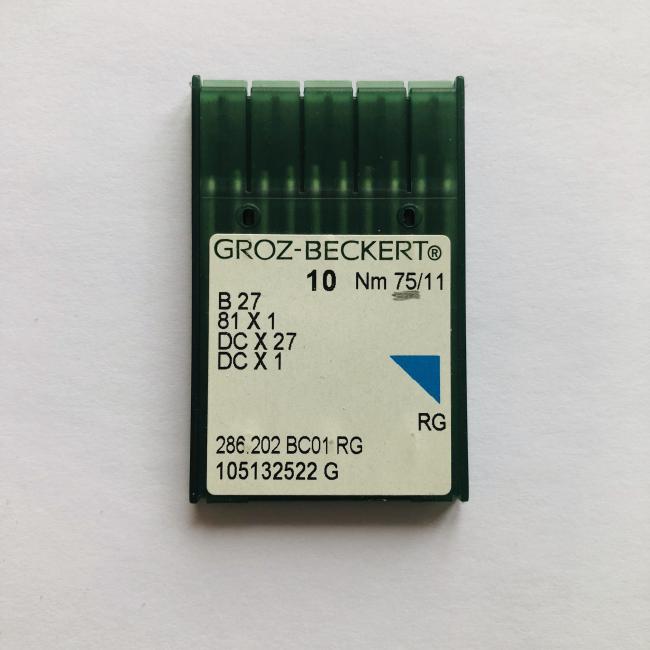 GROZ-BECKERT®
10 Nm 75/11
B 27
81 X 1
DC X 27
DC X 1
RG
286.202 BC01 RG
105132522 G